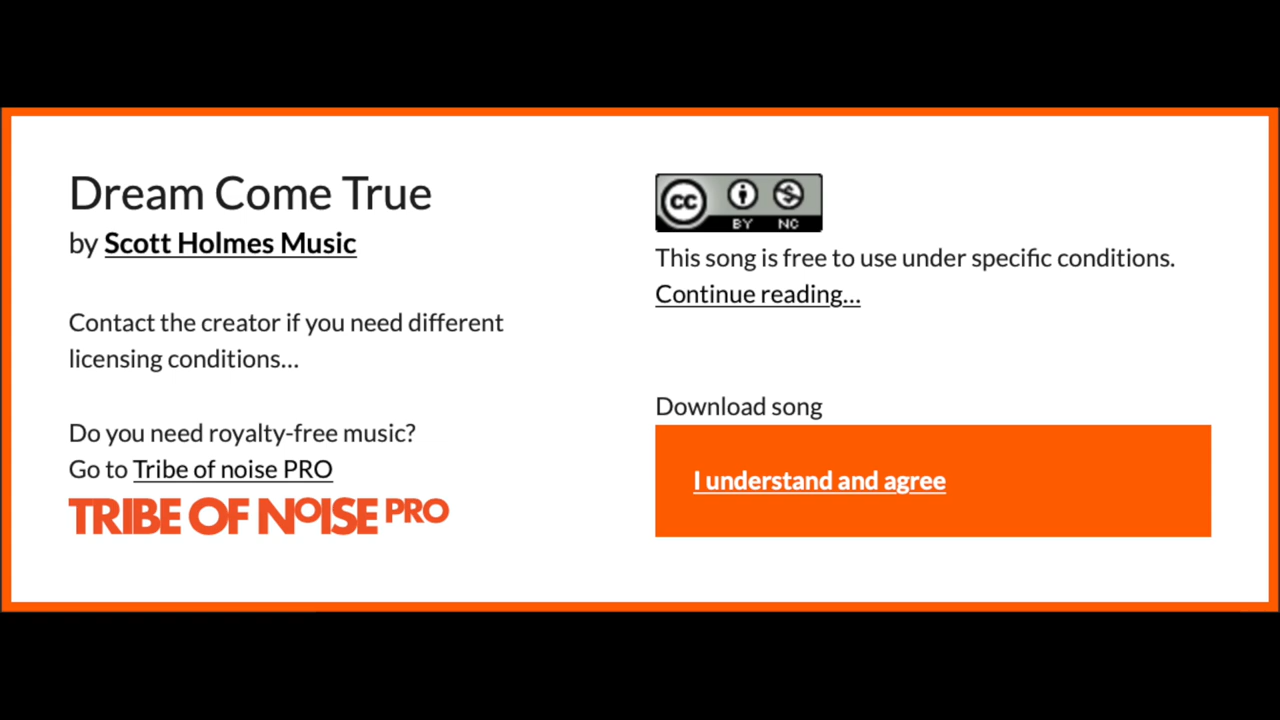 Dream Come True
by Scott Holmes Music
Contact the creator if you need different
licensing conditions...
Do you need royalty-free music?
Go to Tribe of noise PRO
TRIBE OF NOISE PRO
CC BY NC
This song is free to use under specific conditions.
Continue reading...
Download song
I understand and agree